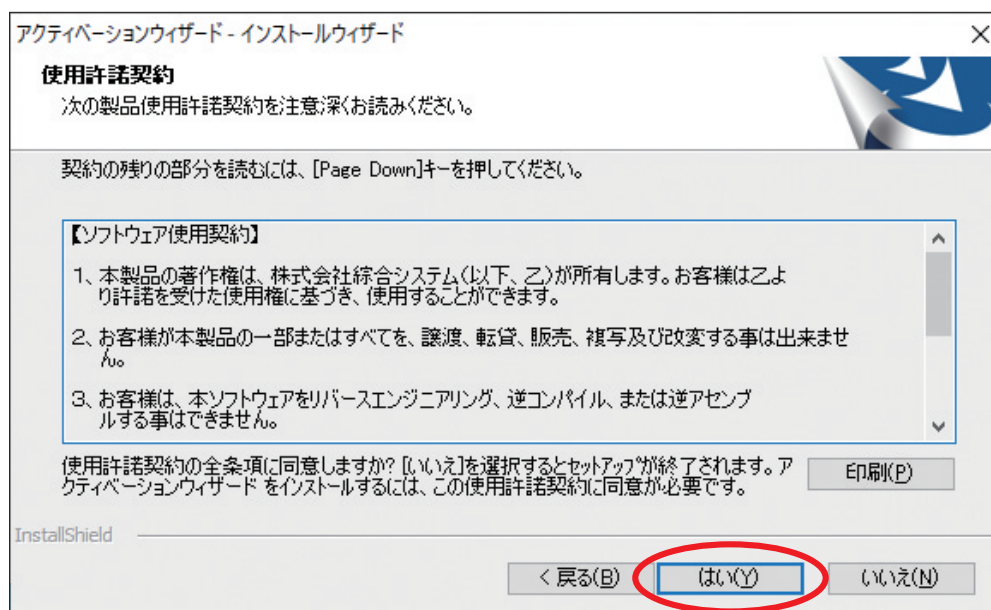 アクティベーションウィザード - インストールウィザード
使用許諾契約
次の製品使用許諾契約を注意深くお読みください。
契約の残りの部分を読むには、[Page Down]キーを押してください。
【ソフトウェア使用契約】
1、本製品の著作権は、株式会社綜合システム(以下、乙)が所有します。お客様は乙よ
り許諾を受けた使用権に基づき、使用することができます。
2、お客様が本製品の一部またはすべてを、譲渡、転貸、販売、複写及び改変する事は出来ませ
ん。
3、お客様は、本ソフトウェアをリバースエンジニアリング、逆コンパイル、または逆アセンブ
ルする事はできません。
使用許諾契約の全条項に同意しますか? [いいえ]を選択するとセットアップが終了されます。ア
クティベーションウィザード をインストールするには、この使用許諾契約に同意が必要です。
印刷(P)
InstallShield
< 戻る(B)
はい(Y)
いいえ(N)